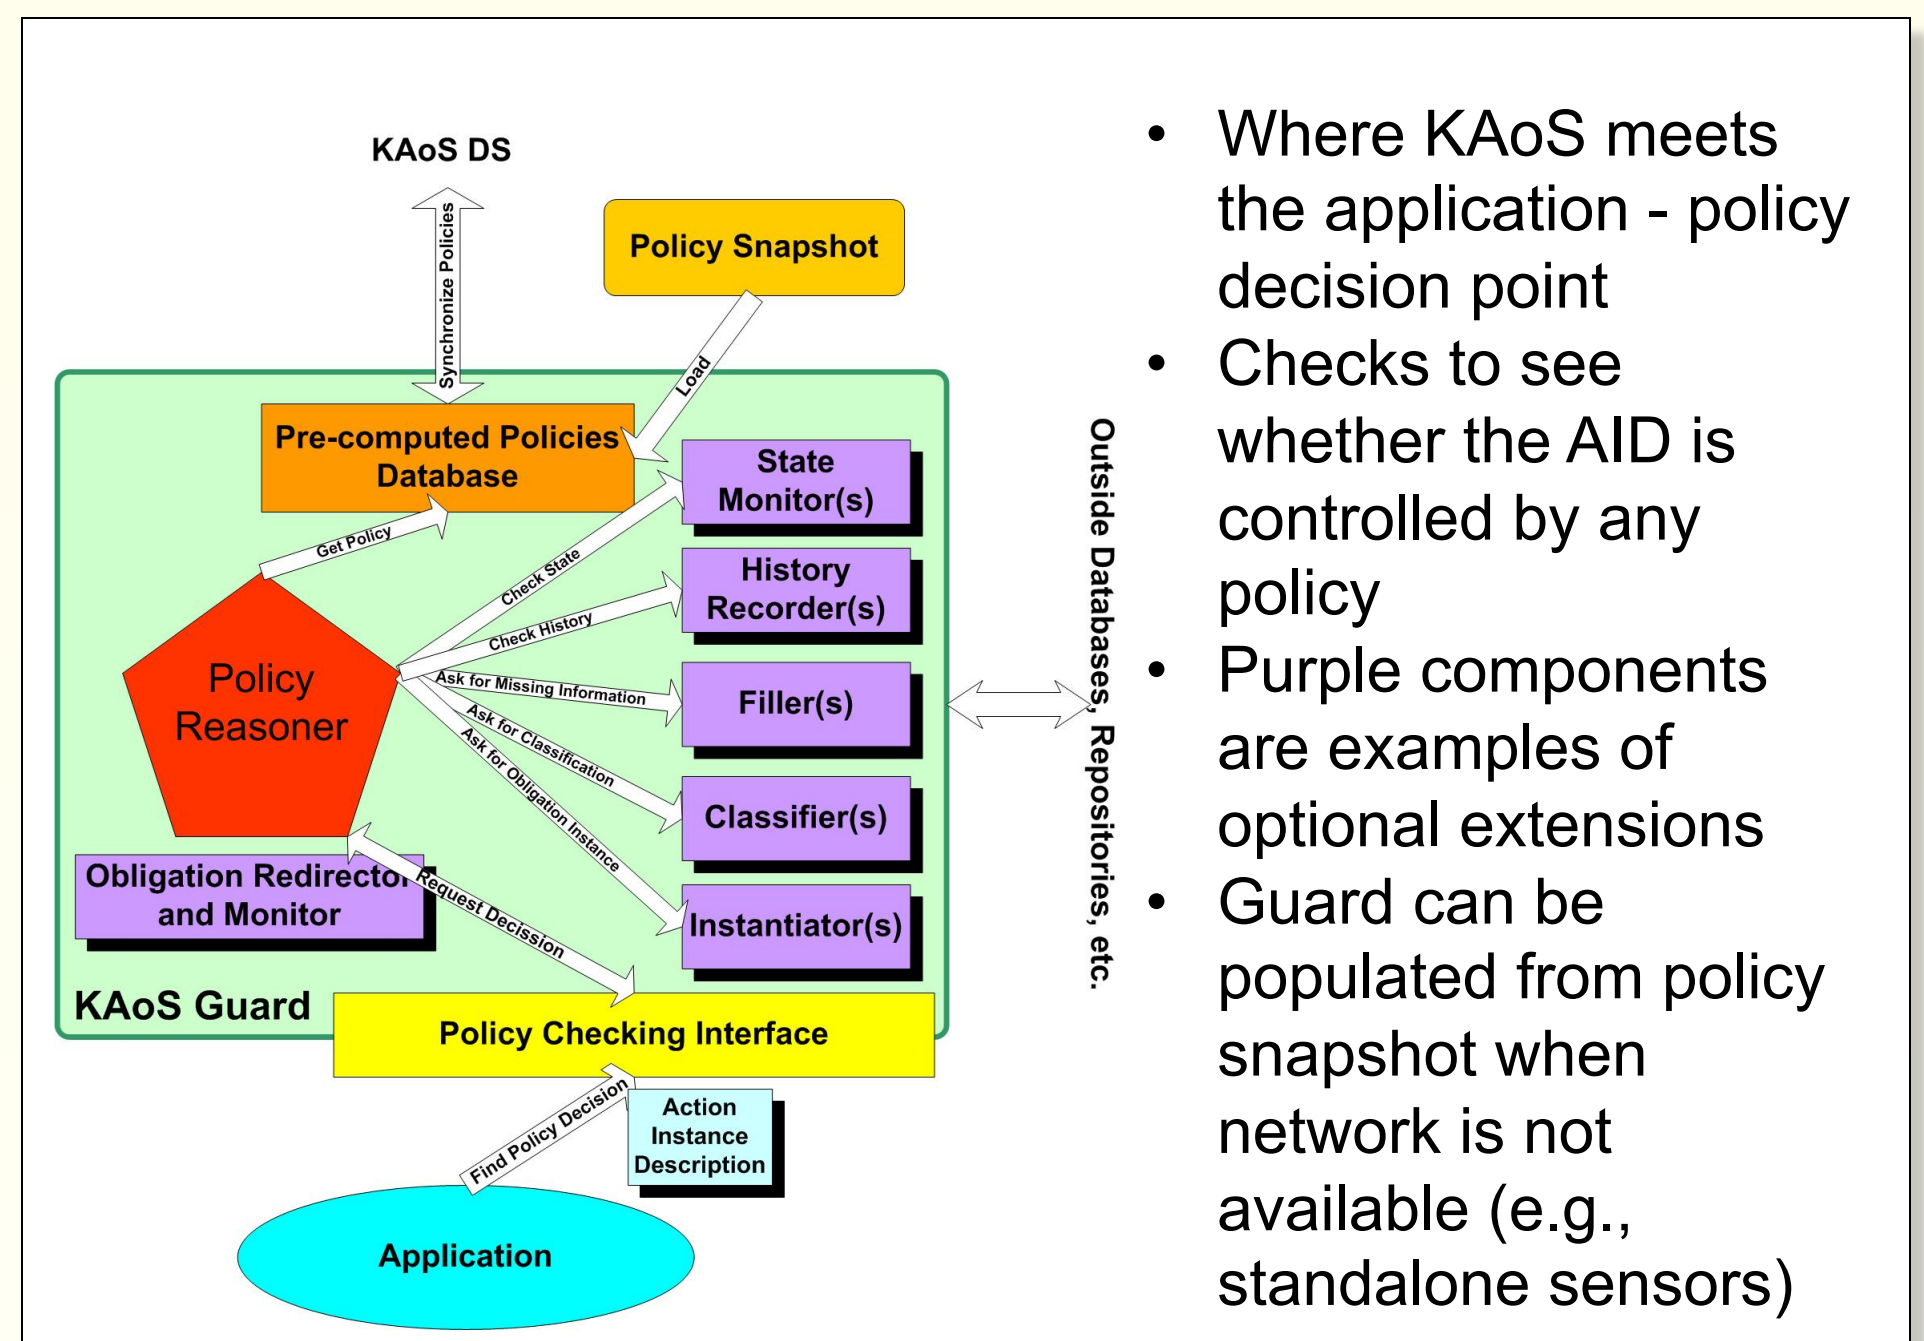 KAoS DS
Synchronize Policies
Policy Snapshot
Load
Pre-computed Policies
Database
Get Policy
State
Monitor(s)
Check State
History
Recorder(s)
Check History
Policy
Reasoner
Ask for Missing Information
Filler(s)
Ask for Classification
Classifier(s)
Ask for Obligation Instance
Instantiator(s)
Obligation Redirector
and Monitor
Request Decission
KAoS Guard
Policy Checking Interface
Find Policy Decision
Action
Instance
Description
Application
Outside Databases, Repositories, etc.
• Where KAoS meets
the application - policy
decision point
• Checks to see
whether the AID is
controlled by any
policy
• Purple components
are examples of
optional extensions
• Guard can be
populated from policy
snapshot when
network is not
available (e.g.,
standalone sensors)